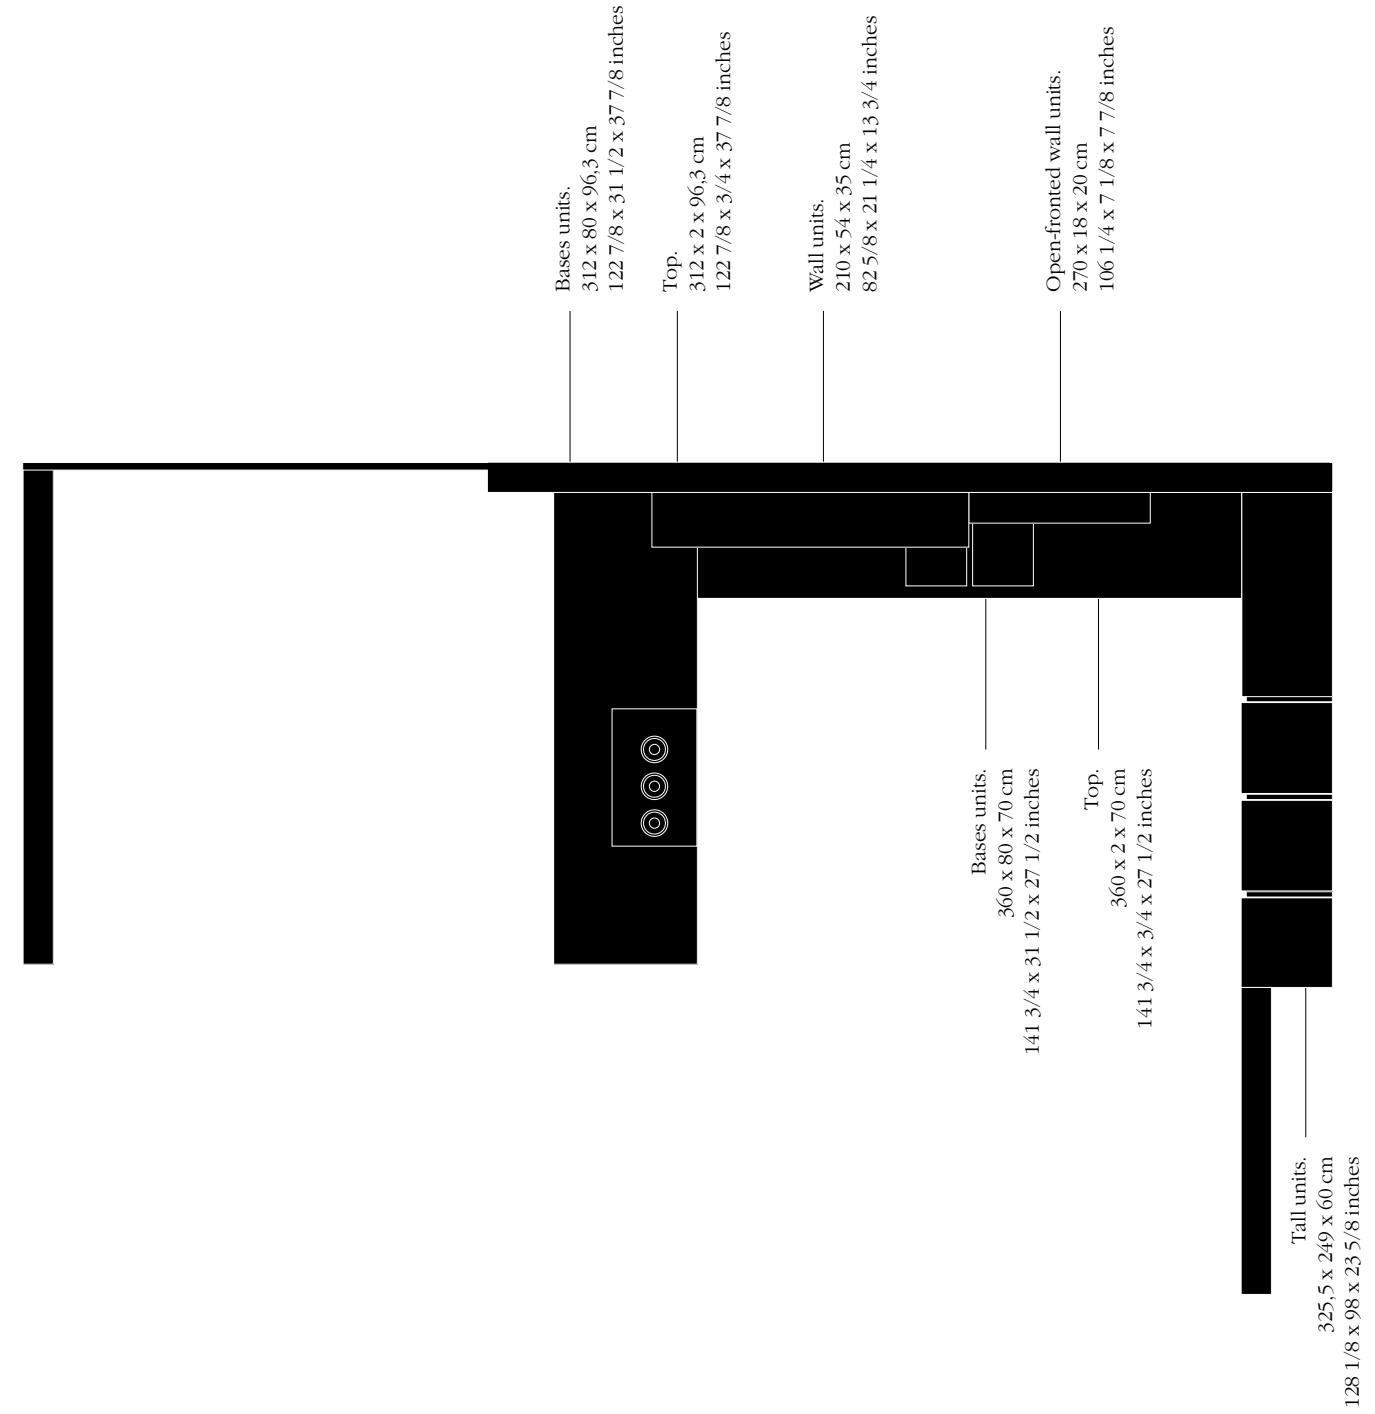 Bases units.
312 x 80 x 96,3 cm
122 7/8 x 31 1/2 x 37 7/8 inches
Top.
312 x 2 x 96,3 cm
122 7/8 x 3/4 x 37 7/8 inches
Wall units.
210 x 54 x 35 cm
82 5/8 x 21 1/4 x 13 3/4 inches
Open-fronted wall units.
270 x 18 x 20 cm
106 1/4 x 7 1/8 x 7 7/8 inches
Bases units.
360 x 80 x 70 cm
141 3/4 x 31 1/2 x 27 1/2 inches
Top.
360 x 2 x 70 cm
141 3/4 x 3/4 x 27 1/2 inches
Tall units.
325,5 x 249 x 60 cm
128 1/8 x 98 x 23 5/8 inches